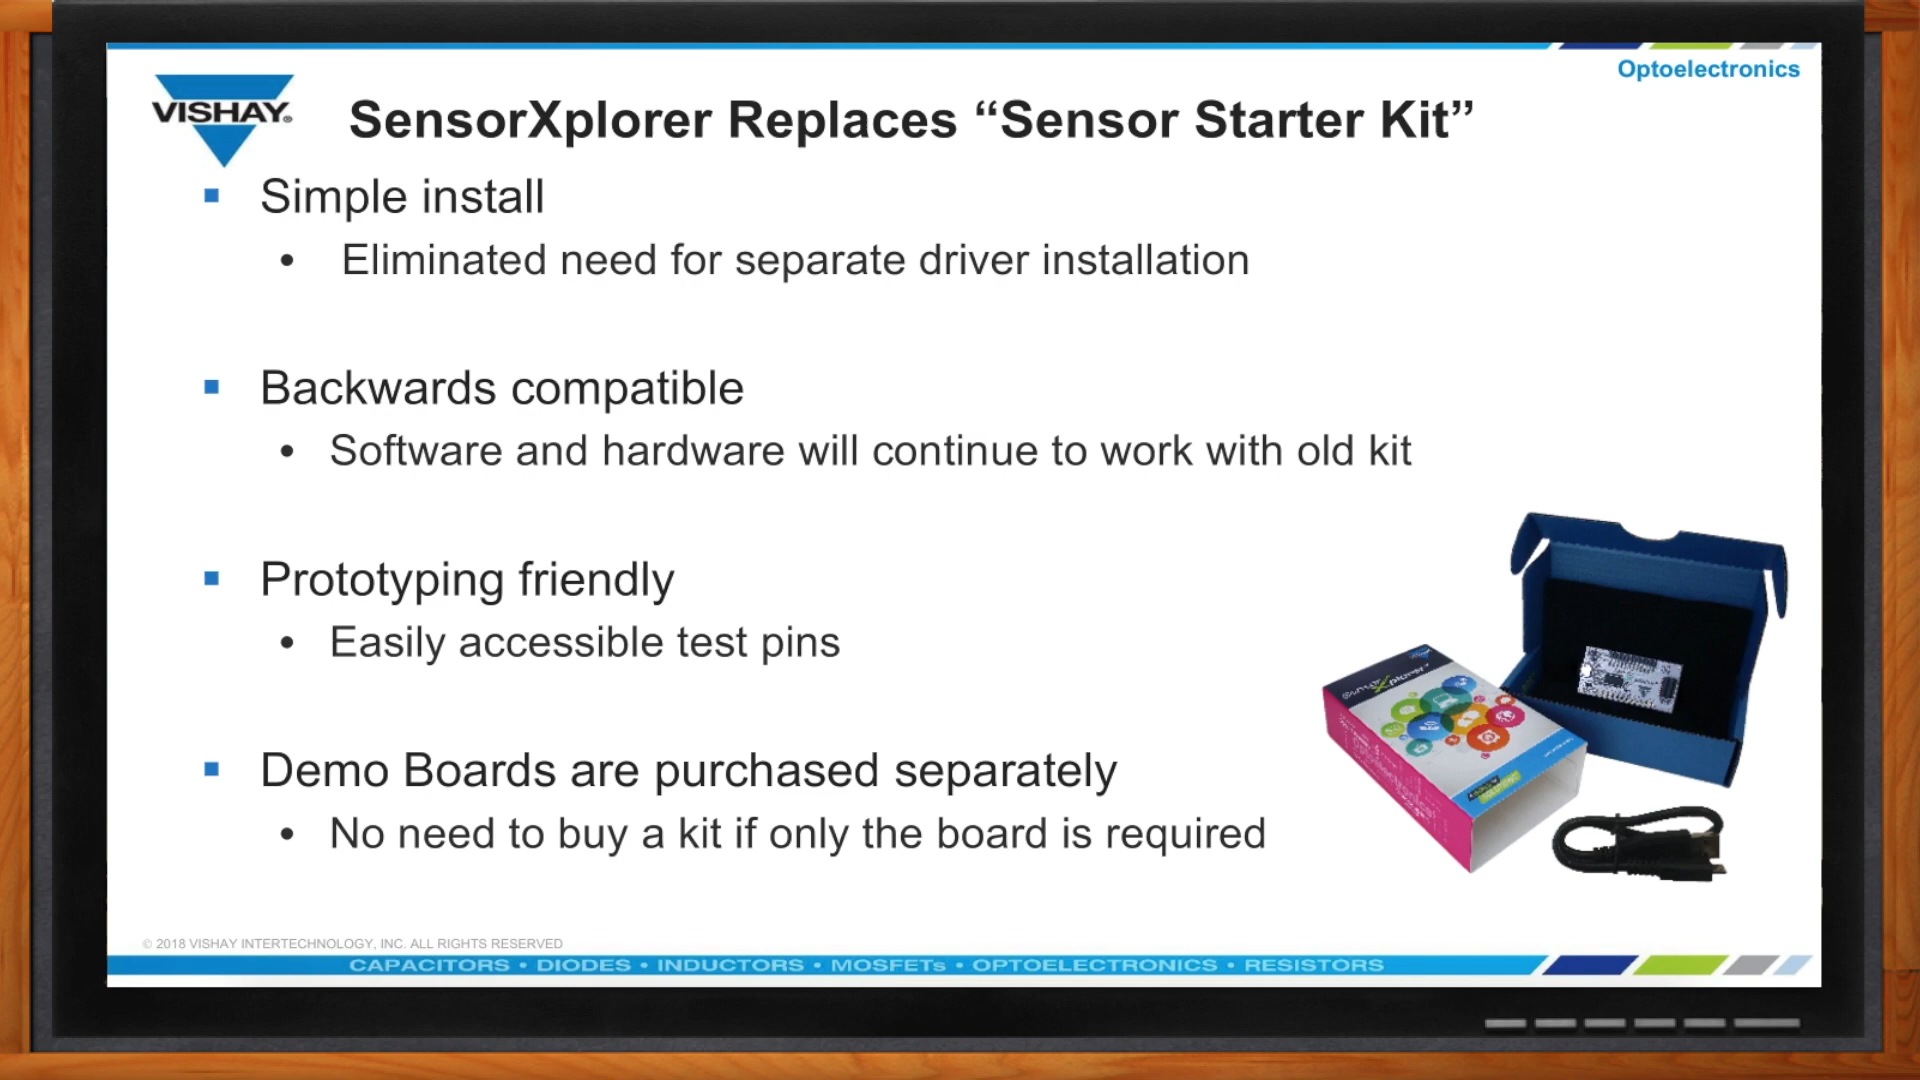 Optoelectronics
VISHAY®
SensorXplorer Replaces “Sensor Starter Kit”
▪ Simple install
• Eliminated need for separate driver installation
▪ Backwards compatible
• Software and hardware will continue to work with old kit
▪ Prototyping friendly
• Easily accessible test pins
▪ Demo Boards are purchased separately
• No need to buy a kit if only the board is required
© 2018 VISHAY INTERTECHNOLOGY, INC. ALL RIGHTS RESERVED
CAPACITORS • DIODES • INDUCTORS • MOSFETs • OPTOELECTRONICS • RESISTORS